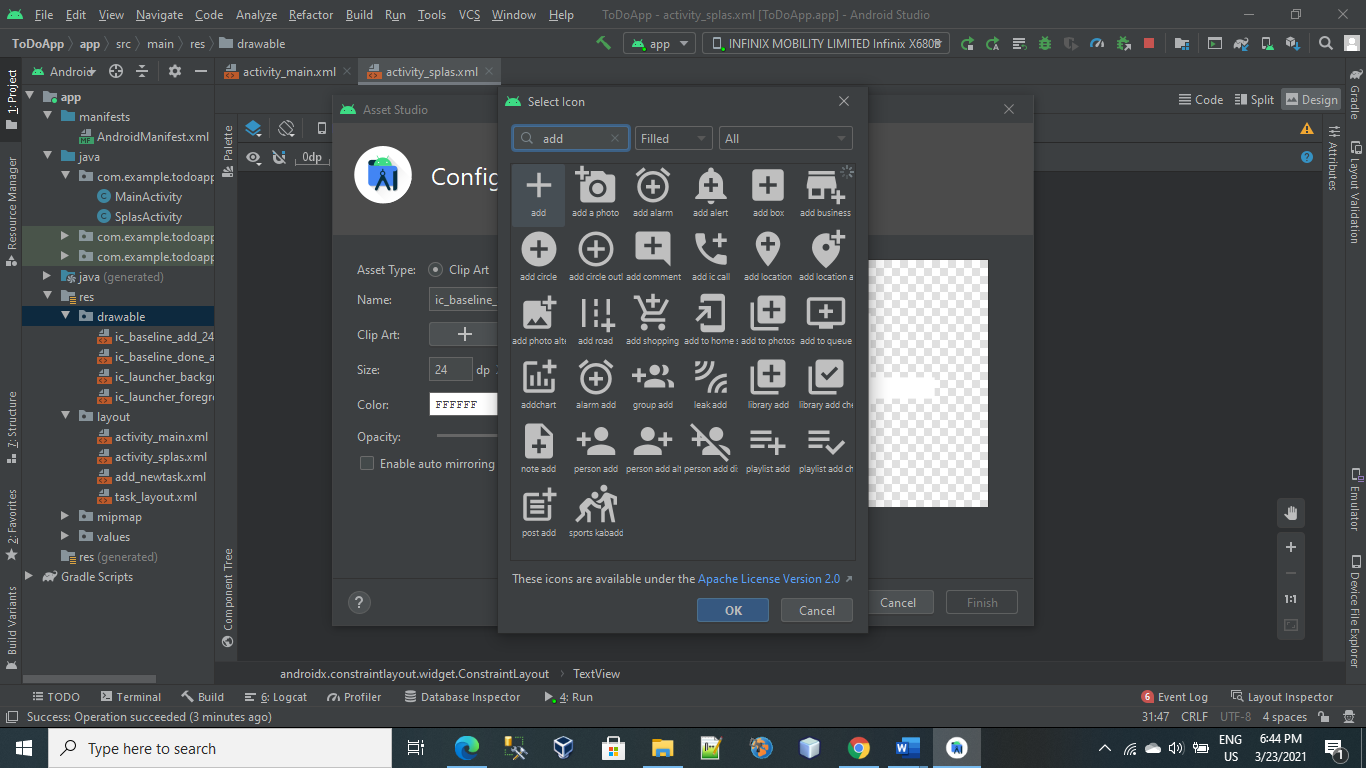 File Edit View Navigate Code Analyze Refactor Build Run Tools VCS Window Help ToDoApp - activity_splas.xml [ToDoApp.app] - Android Studio
ToDoApp app src main res drawable app INFINIX MOBILITY LIMITED Infinix X680B
Android activity_main.xml activity_splas.xml
1: Project
Resource Manager
7: Structure
2: Favorites
Build Variants
app
manifests
AndroidManifest.xml
java
com.example.todoapp
MainActivity
SplasActivity
com.example.todoapp
com.example.todoapp
java (generated)
res
drawable
ic_baseline_add_24
ic_baseline_done_a
ic_launcher_backgr
ic_launcher_foregro
layout
activity_main.xml
activity_splas.xml
add_newtask.xml
task_layout.xml
mipmap
values
res (generated)
Gradle Scripts
Palette
Component Tree
0dp
Code Split Design
Asset Studio
Config
Asset Type: Clip Art
Name: ic_baseline_
Clip Art:
Size: 24 dp
Color: FFFFFF
Opacity:
Enable auto mirroring
?
Cancel Finish
Select Icon
add Filled All
add add a photo add alarm add alert add box add business
add circle add circle outl add comment add ic call add location add location a
add photo alte add road add shopping add to home s add to photos add to queue
addchart alarm add group add leak add library add library add che
note add person add person add alt person add di playlist add playlist add ch
post add sports kabadd
These icons are available under the Apache License Version 2.0
OK Cancel
Attributes
1:1
Gradle
Layout Validation
Emulator
Device File Explorer
androidx.constraintlayout.widget.ConstraintLayout TextView
TODO Terminal Build 6: Logcat Profiler Database Inspector 4: Run 6 Event Log Layout Inspector
Success: Operation succeeded (3 minutes ago) 31:47 CRLF UTF-8 4 spaces
Type here to search
ENG
US
6:44 PM
3/23/2021
1